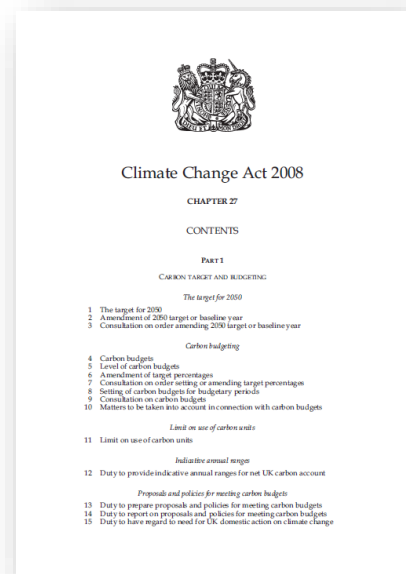 Climate Change Act 2008
CHAPTER 27
CONTENTS
PART 1
CARBON TARGET AND BUDGETING
The target for 2050
1 The target for 2050
2 Amendment of 2050 target or baseline year
3 Consultation on order amending 2050 target or baseline year
Carbon budgeting
4 Carbon budgets
5 Level of carbon budgets
6 Amendment of target percentages
7 Consultation on order setting or amending target percentages
8 Setting of carbon budgets for budgetary periods
9 Consultation on carbon budgets
10 Matters to be taken into account in connection with carbon budgets
Limit on use of carbon units
11 Limit on use of carbon units
Indicative annual ranges
12 Duty to provide indicative annual ranges for net UK carbon account
Proposals and policies for meeting carbon budgets
13 Duty to prepare proposals and policies for meeting carbon budgets
14 Duty to report on proposals and policies for meeting carbon budgets
15 Duty to have regard to need for UK domestic action on climate change